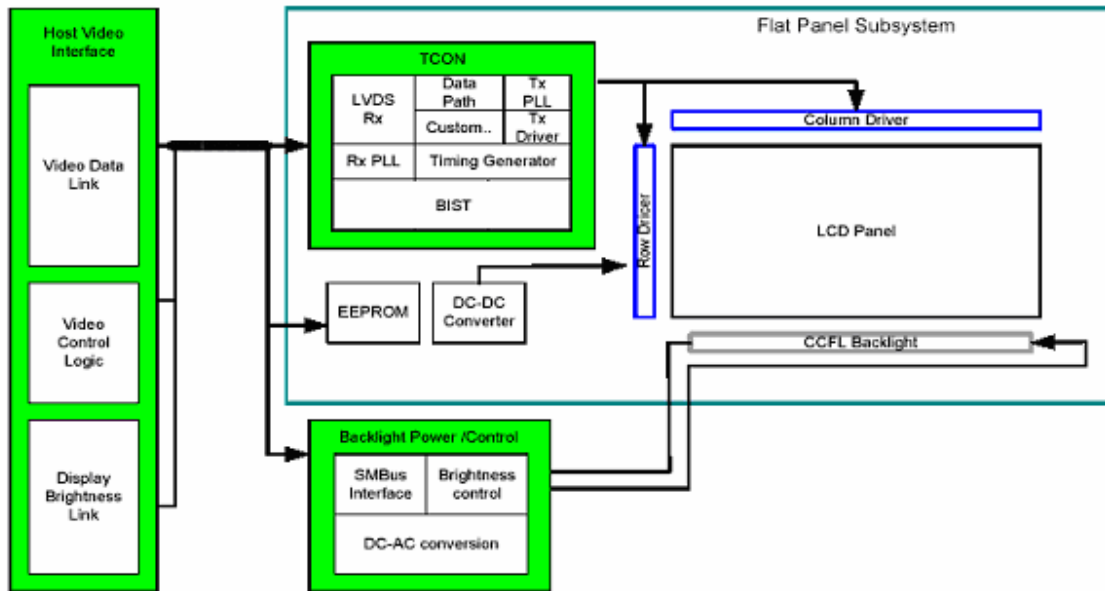 Flat Panel Subsystem
Host Video
Interface
Video Data
Link
Video
Control
Logic
Display
Brightness
Link
TCON
LVDS
Rx
Data
Path
Tx
PLL
Custom..
Tx
Driver
Rx PLL
Timing Generator
BIST
EEPROM
DC-DC
Converter
Column Driver
Row Dricer
LCD Panel
CCFL Backlight
Backlight Power /Control
SMBus
Interface
Brightness
control
DC-AC conversion